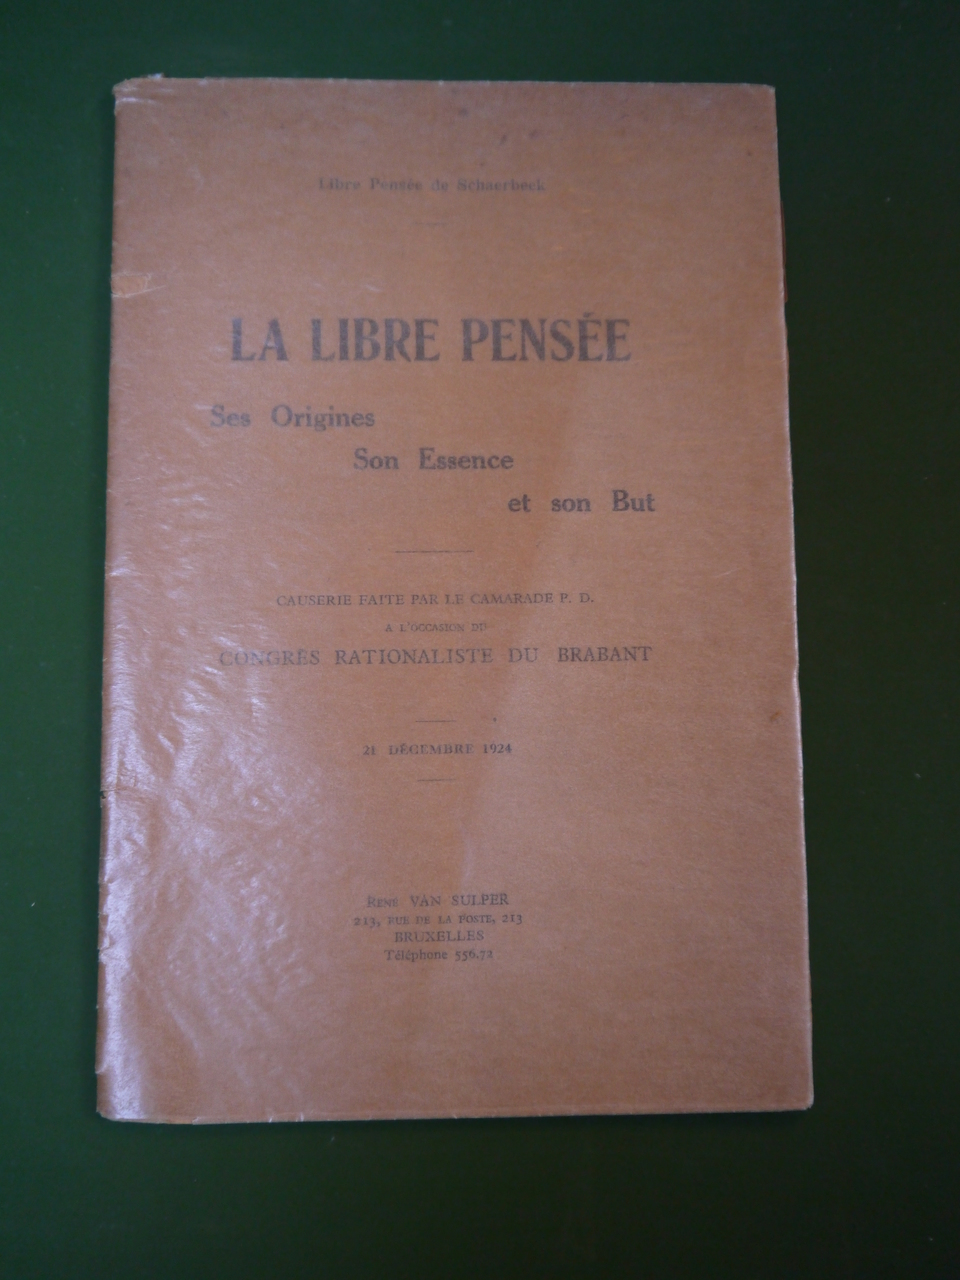 Libre Pensée de Schaerbeek
LA LIBRE PENSÉE
Ses Origines
Son Essence
et son But
CAUSERIE FAITE PAR LE CAMARADE P. D.
A L'OCCASION DU
CONGRÈS RATIONALISTE DU BRABANT
21 DÉCEMBRE 1924
RENÉ VAN SULPER
213, RUE DE LA POSTE, 213
BRUXELLES
Téléphone 556.72